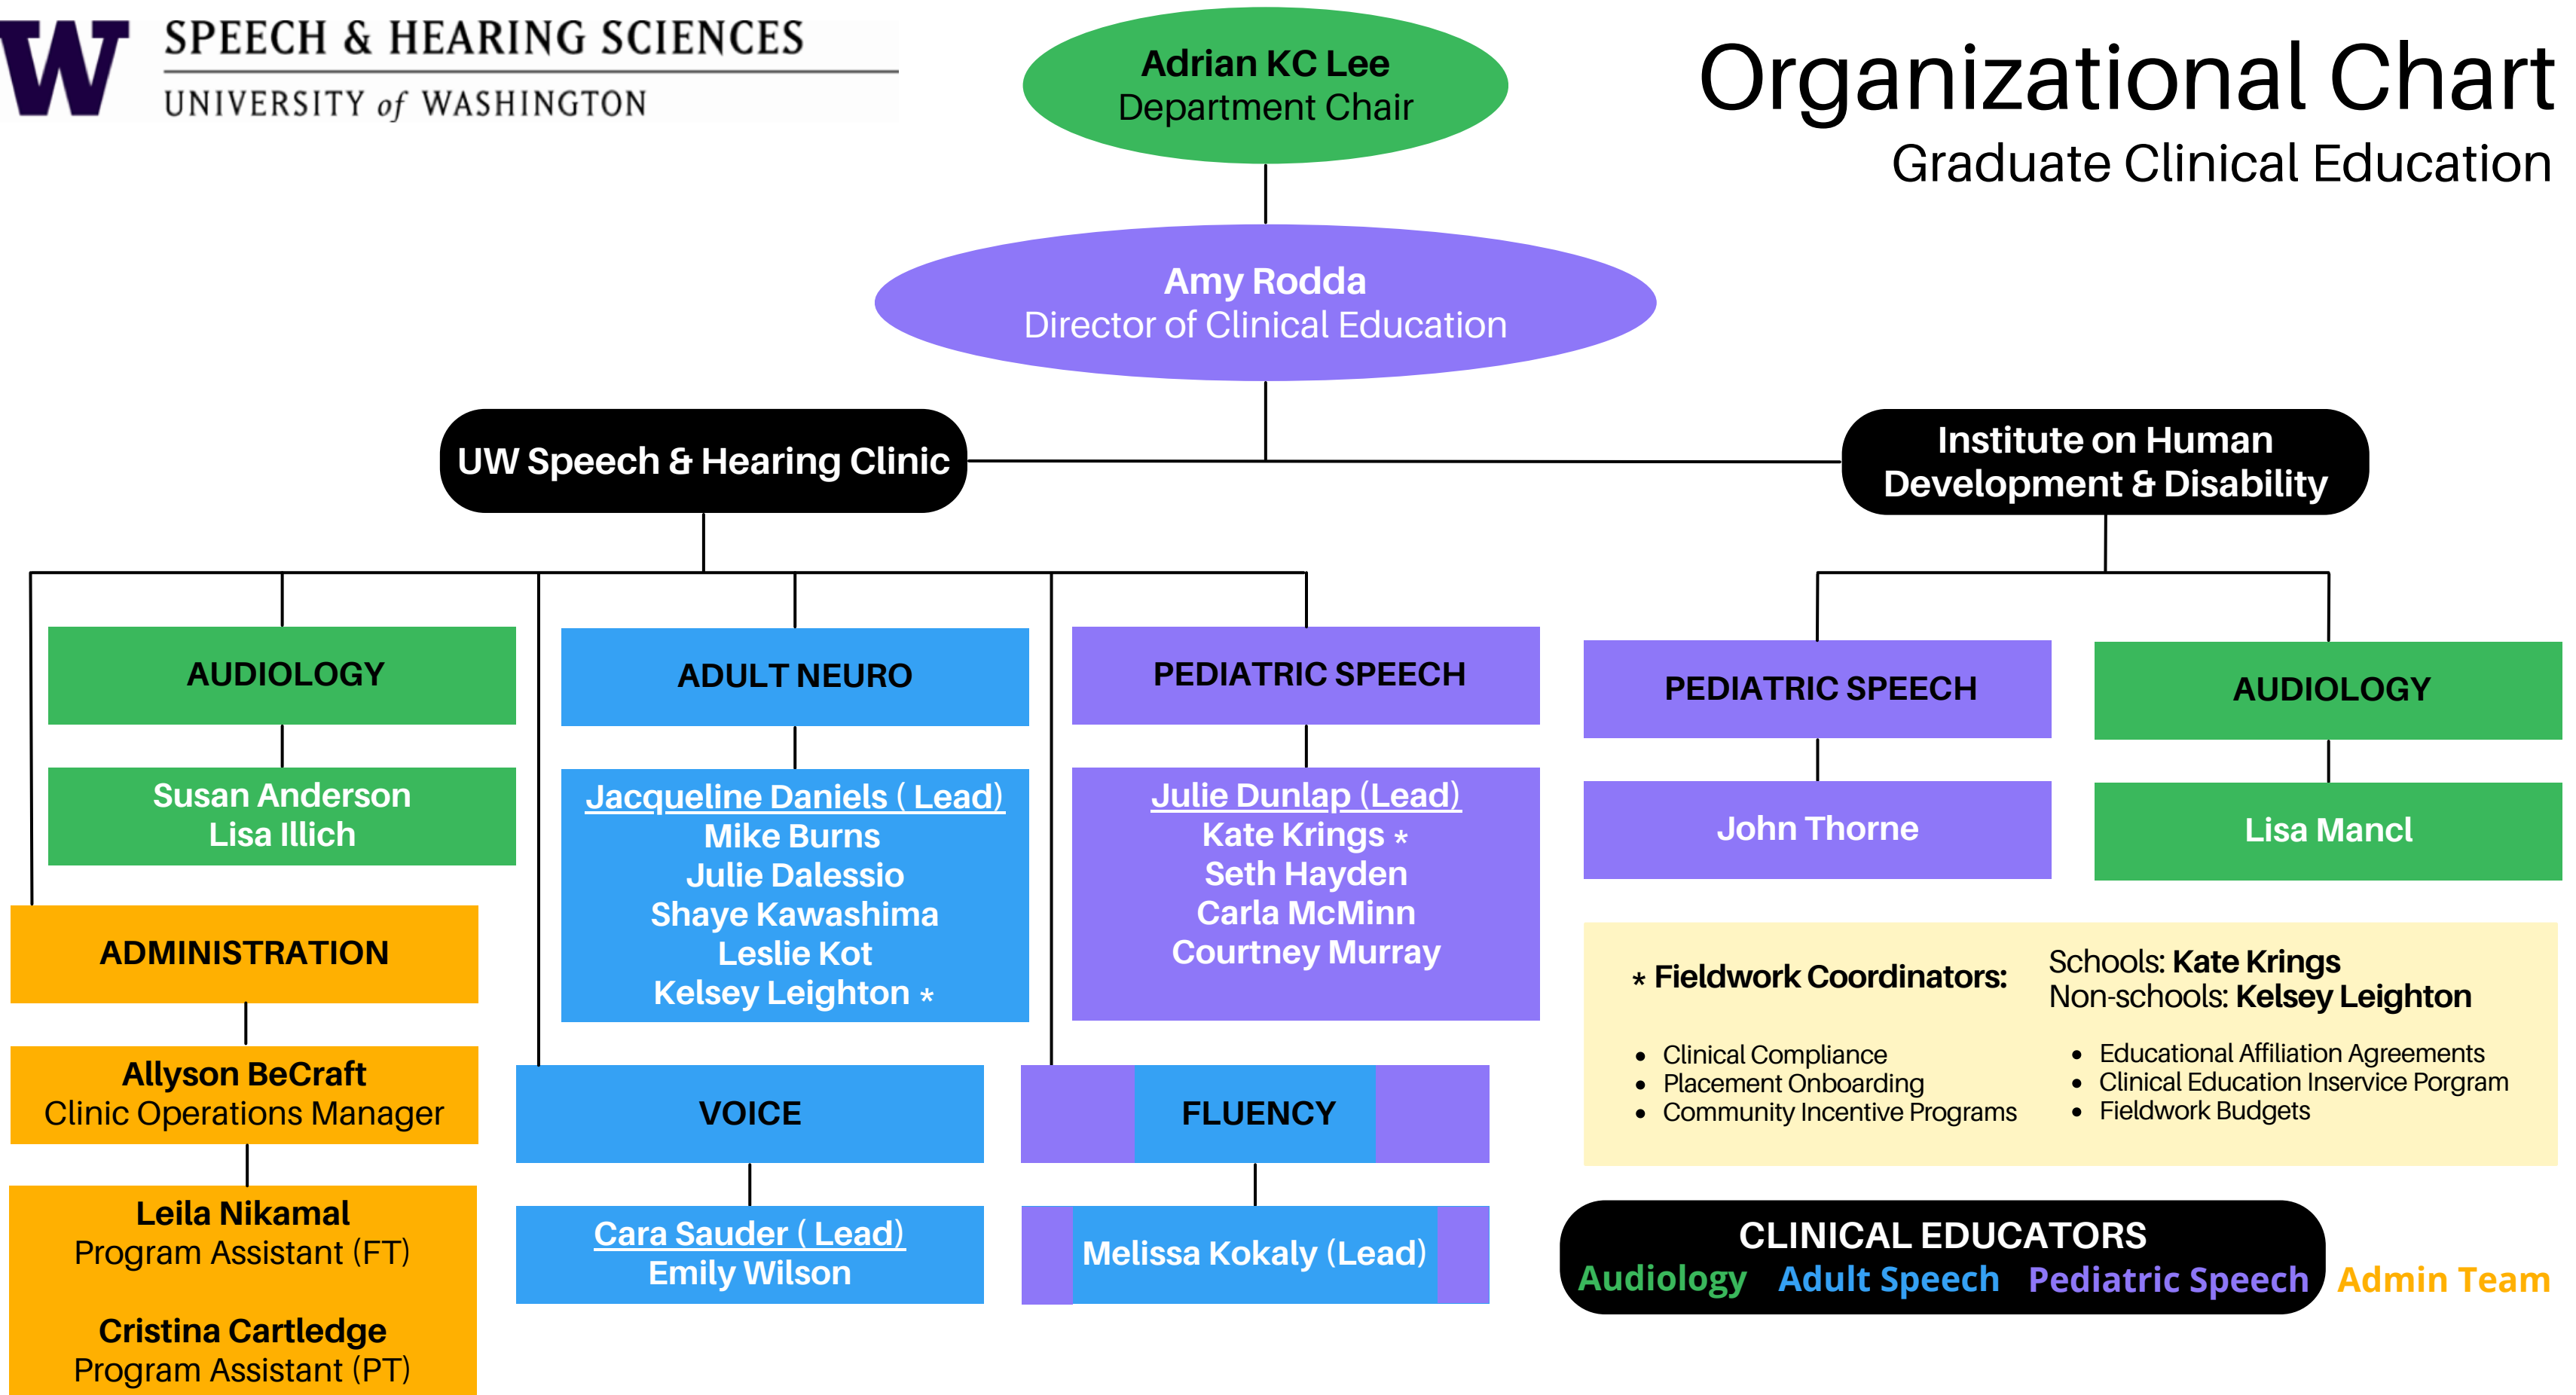 W
SPEECH & HEARING SCIENCES
UNIVERSITY of WASHINGTON
Organizational Chart
Graduate Clinical Education
Adrian KC Lee
Department Chair
Amy Rodda
Director of Clinical Education
UW Speech & Hearing Clinic
Institute on Human
Development & Disability
AUDIOLOGY
Susan Anderson
Lisa Illich
ADMINISTRATION
Allyson BeCraft
Clinic Operations Manager
Leila Nikamal
Program Assistant (FT)
Cristina Cartledge
Program Assistant (PT)
ADULT NEURO
Jacqueline Daniels ( Lead)
Mike Burns
Julie Dalessio
Shaye Kawashima
Leslie Kot
Kelsey Leighton *
VOICE
Cara Sauder ( Lead)
Emily Wilson
PEDIATRIC SPEECH
Julie Dunlap (Lead)
Kate Krings *
Seth Hayden
Carla McMinn
Courtney Murray
FLUENCY
Melissa Kokaly (Lead)
PEDIATRIC SPEECH
John Thorne
AUDIOLOGY
Lisa Mancl
* Fieldwork Coordinators:
Schools: Kate Krings
Non-schools: Kelsey Leighton
• Clinical Compliance
• Placement Onboarding
• Community Incentive Programs
• Educational Affiliation Agreements
• Clinical Education Inservice Porgram
• Fieldwork Budgets
CLINICAL EDUCATORS
Audiology Adult Speech Pediatric Speech Admin Team